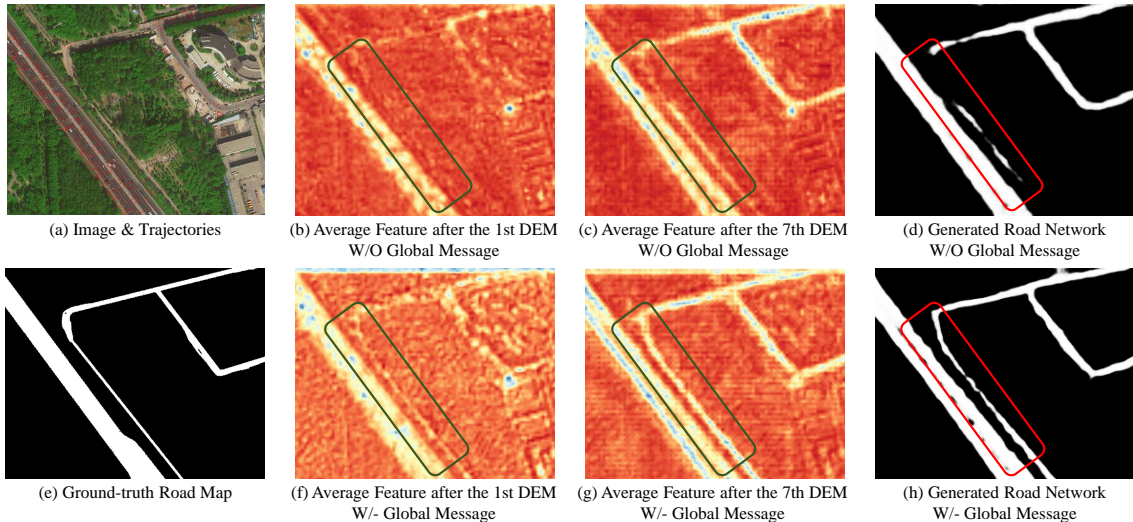 (a) Image & Trajectories
(b) Average Feature after the 1st DEM
W/O Global Message
(c) Average Feature after the 7th DEM
W/O Global Message
(d) Generated Road Network
W/O Global Message
(e) Ground-truth Road Map
(f) Average Feature after the 1st DEM
W/- Global Message
(g) Average Feature after the 7th DEM
W/- Global Message
(h) Generated Road Network
W/- Global Message